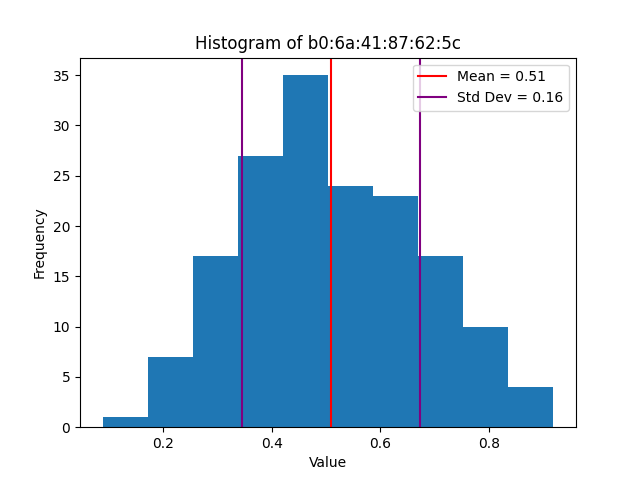 Histogram of b0:6a:41:87:62:5c
Mean = 0.51
Std Dev = 0.16
35
30
25
20
15
10
5
0
Frequency
0.2 0.4 0.6 0.8
Value